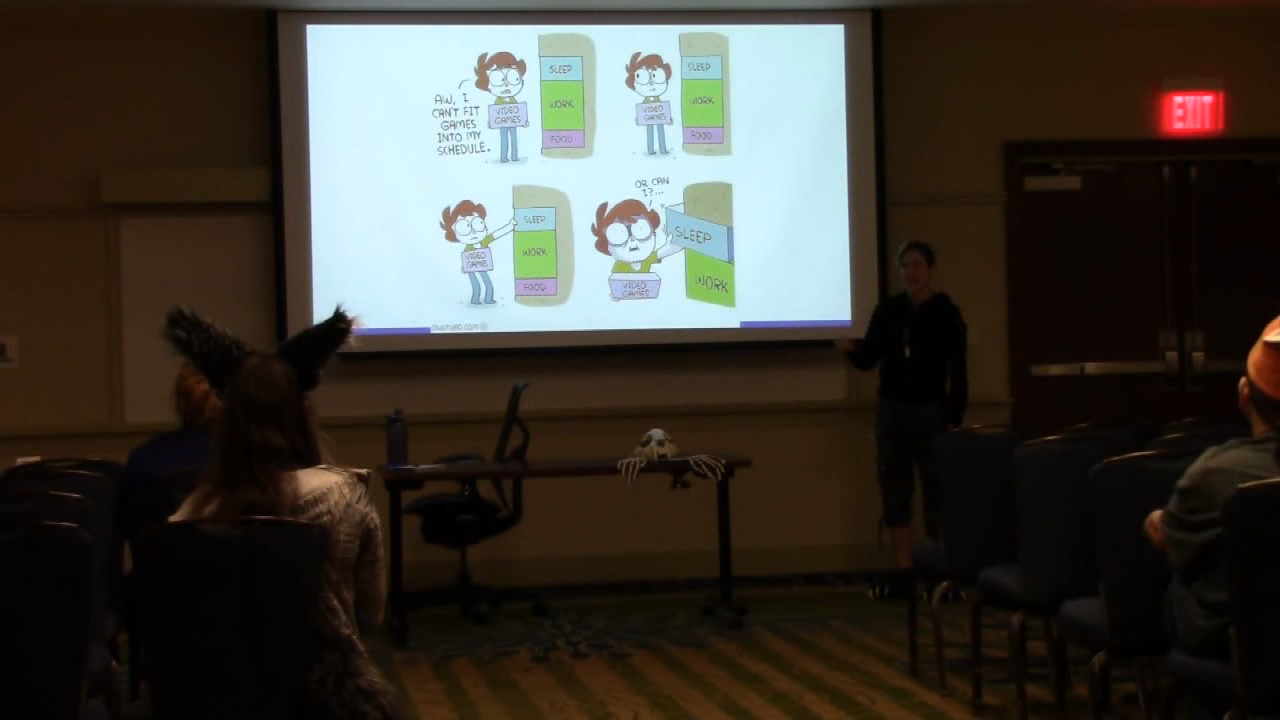 AW, I
CAN'T FIT
GAMES
INTO MY
SCHEDULE.
VIDEO
GAMES
SLEEP
WORK
FOOD
VIDEO
GAMES
SLEEP
WORK
FOOD
VIDEO
GAMES
SLEEP
WORK
FOOD
OR CAN
I?...
VIDEO
GAMES
SLEEP
WORK
EXIT